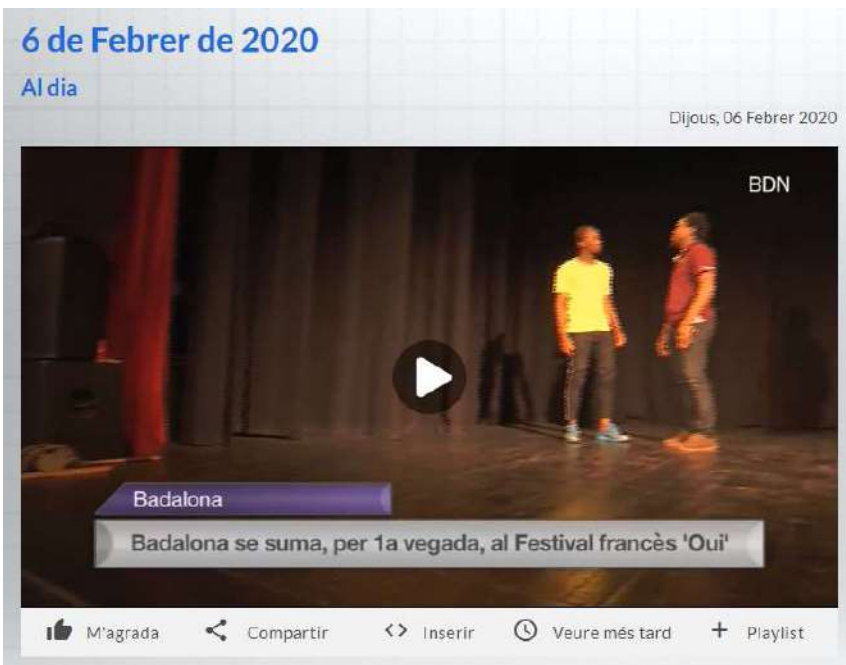 6 de Febrer de 2020
Al dia
Dijous, 06 Febrer 2020
BDN
Badalona
Badalona se suma, per 1a vegada, al Festival francès 'Oui'
M'agrada Compartir Inserir Veure més tard Playlist